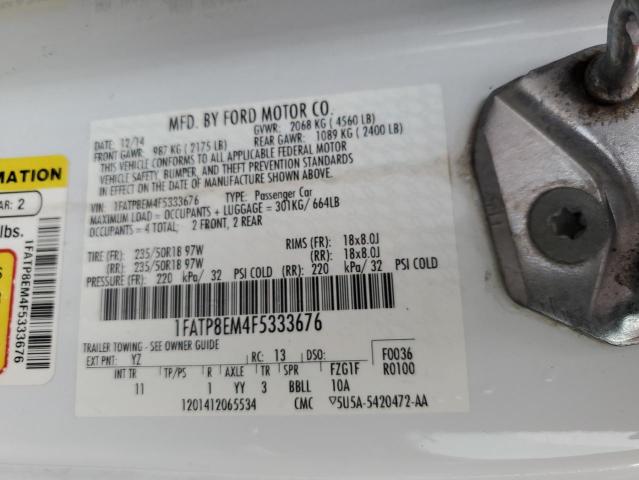 MFD. BY FORD MOTOR CO.
DATE: 12/14 GVWR: 2068 KG ( 4560 LB)
FRONT GAWR: 987 KG ( 2175 LB) REAR GAWR: 1089 KG ( 2400 LB)
THIS VEHICLE CONFORMS TO ALL APPLICABLE FEDERAL MOTOR
VEHICLE SAFETY, BUMPER, AND THEFT PREVENTION STANDARDS
IN EFFECT ON THE DATE OF MANUFACTURE SHOWN ABOVE.
VIN: 1FATP8EM4F5333676 TYPE: Passenger Car
MAXIMUM LOAD = OCCUPANTS + LUGGAGE = 301KG/ 664LB
OCCUPANTS = 4 TOTAL; 2 FRONT, 2 REAR
TIRE (FR): 235/50R18 97W RIMS (FR): 18x8.0J
(RR): 235/50R18 97W (RR): 18x8.0J
PRESSURE (FR): 220 kPa/ 32 PSI COLD (RR): 220 kPa/ 32 PSI COLD
1FATP8EM4F5333676
TRAILER TOWING - SEE OWNER GUIDE
EXT PNT: YZ RC: 13 DSO: F0036
INT TR TP/PS R AXLE TR SPR FZG1F R0100
11 1 YY 3 BBLL 10A
1201412065534 CMC ▽5U5A-5420472-AA
MATION
AR: 2
lbs.
1FATP8EM4F5333676